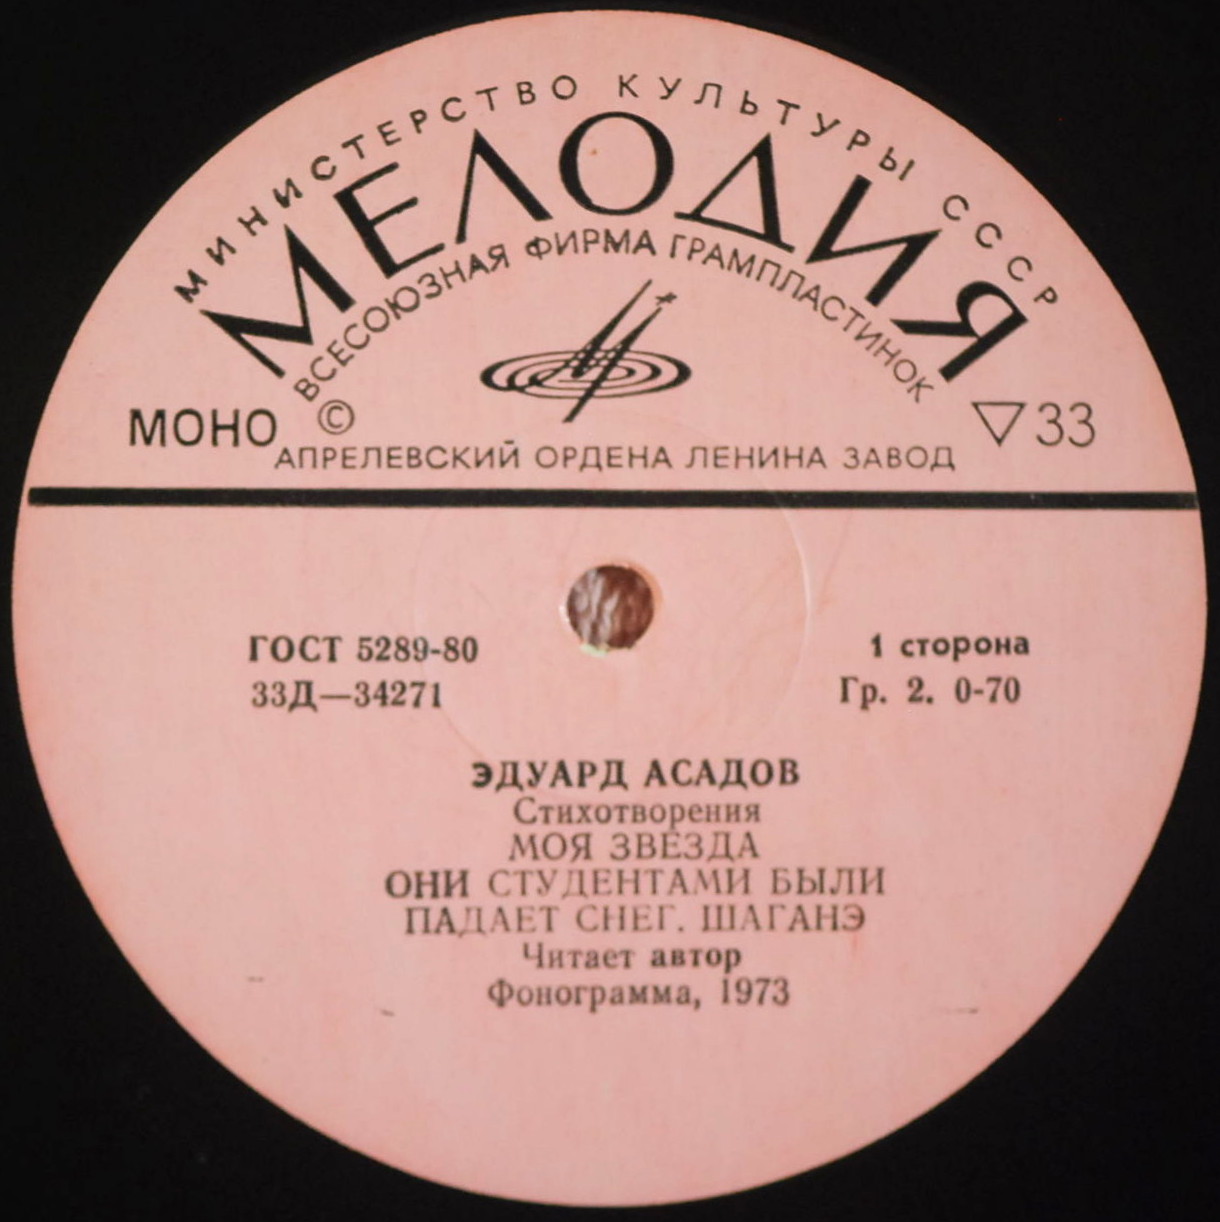 МИНИСТЕРСТВО КУЛЬТУРЫ СССР
МЕЛОДИЯ
ВСЕСОЮЗНАЯ ФИРМА ГРАМПЛАСТИНОК
МОНО © ▽ 33
АПРЕЛЕВСКИЙ ОРДЕНА ЛЕНИНА ЗАВОД
ГОСТ 5289-80 1 сторона
33Д—34271 Гр. 2. 0-70
ЭДУАРД АСАДОВ
Стихотворения
МОЯ ЗВЕЗДА
ОНИ СТУДЕНТАМИ БЫЛИ
ПАДАЕТ СНЕГ. ШАГАНЭ
Читает автор
Фонограмма, 1973